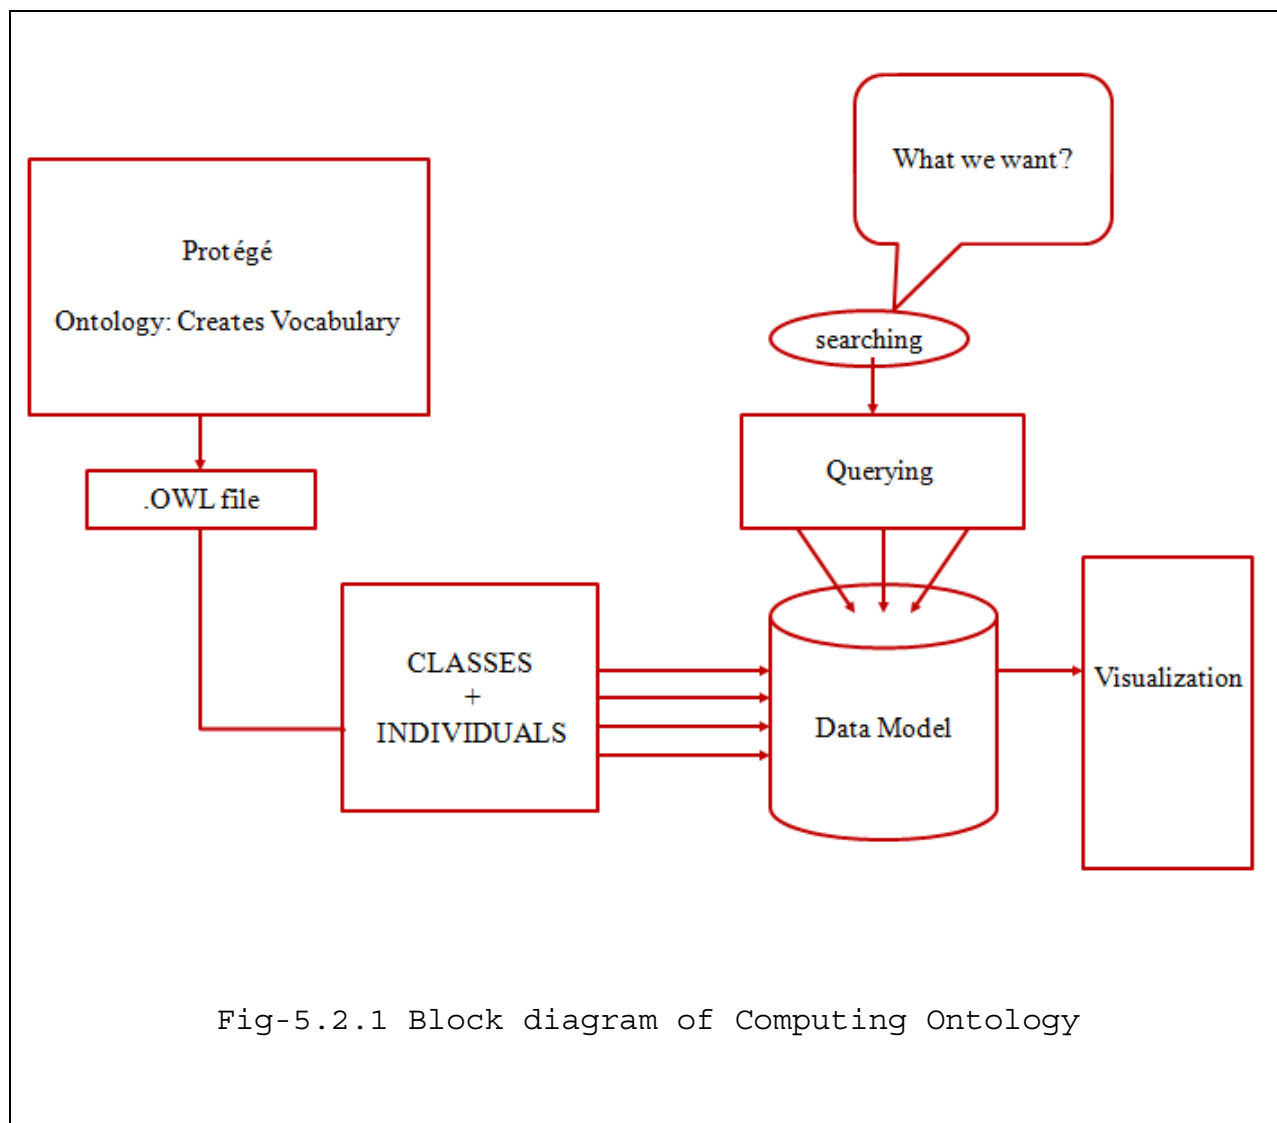 What we want?
Protégé
Ontology: Creates Vocabulary
searching
.OWL file
Querying
CLASSES
+
INDIVIDUALS
Data Model
Visualization
Fig-5.2.1 Block diagram of Computing Ontology